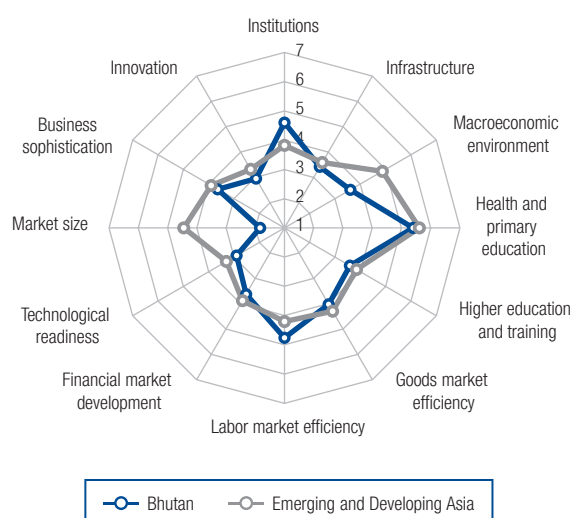 Institutions
7
6
5
4
3
2
1
Infrastructure
Macroeconomic
environment
Health and
primary
education
Higher education
and training
Goods market
efficiency
Labor market efficiency
Financial market
development
Technological
readiness
Market size
Business
sophistication
Innovation
Bhutan
Emerging and Developing Asia